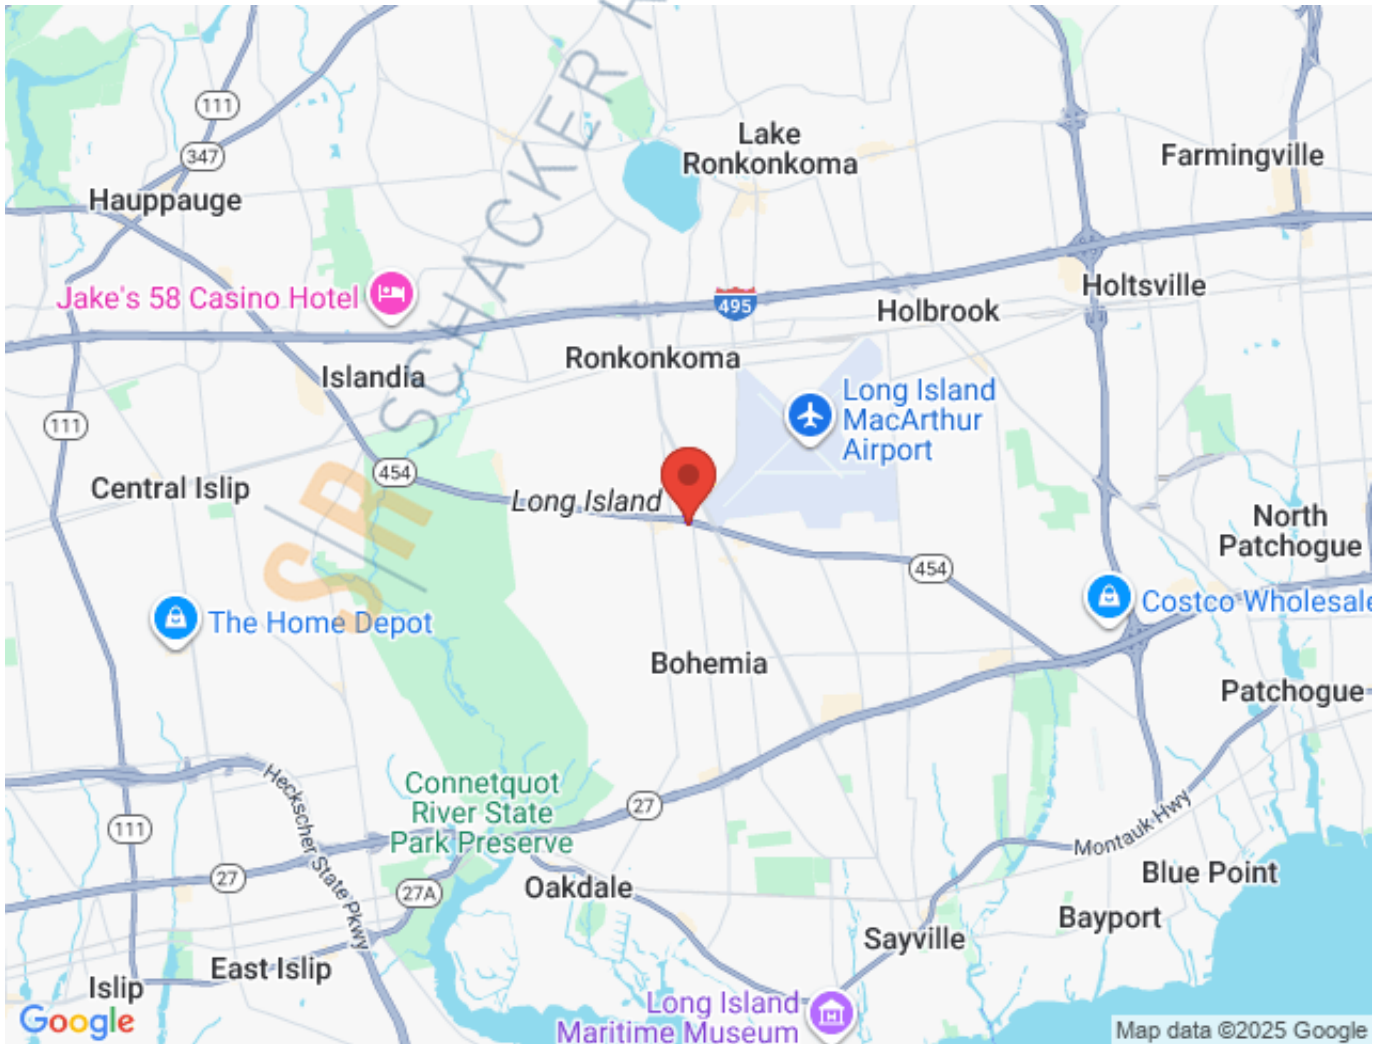 SIR
SCHACKER R
Lake
Ronkonkoma
Farmingville
111
347
Hauppauge
Jake's 58 Casino Hotel
495
Holtsville
Holbrook
Ronkonkoma
Islandia
Long Island
MacArthur
Airport
111
454
Central Islip
Long Island
North
Patchogue
454
Costco Wholesale
The Home Depot
Bohemia
Patchogue
Heckscher State Pkwy
Connetquot
River State
Park Preserve
27
111
Montauk Hwy
27
27A
Oakdale
Blue Point
Bayport
Sayville
East Islip
Islip
Long Island
Maritime Museum
Google
Map data ©2025 Google